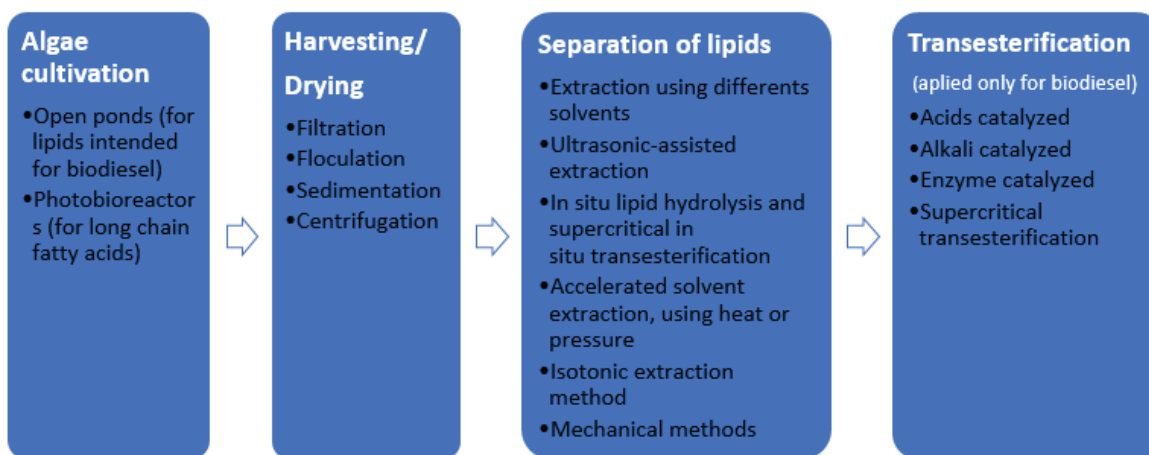 Algae
cultivation
•Open ponds (for
lipids intended
for biodiesel)
•Photobioreactor
s (for long chain
fatty acids)
Harvesting/
Drying
•Filtration
•Floculation
•Sedimentation
•Centrifugation
Separation of lipids
•Extraction using differents
solvents
•Ultrasonic-assisted
extraction
•In situ lipid hydrolysis and
supercritical in
situ transesterification
•Accelerated solvent
extraction, using heat or
pressure
•Isotonic extraction
method
•Mechanical methods
Transesterification
(aplied only for biodiesel)
•Acids catalyzed
•Alkali catalyzed
•Enzyme catalyzed
•Supercritical
transesterification